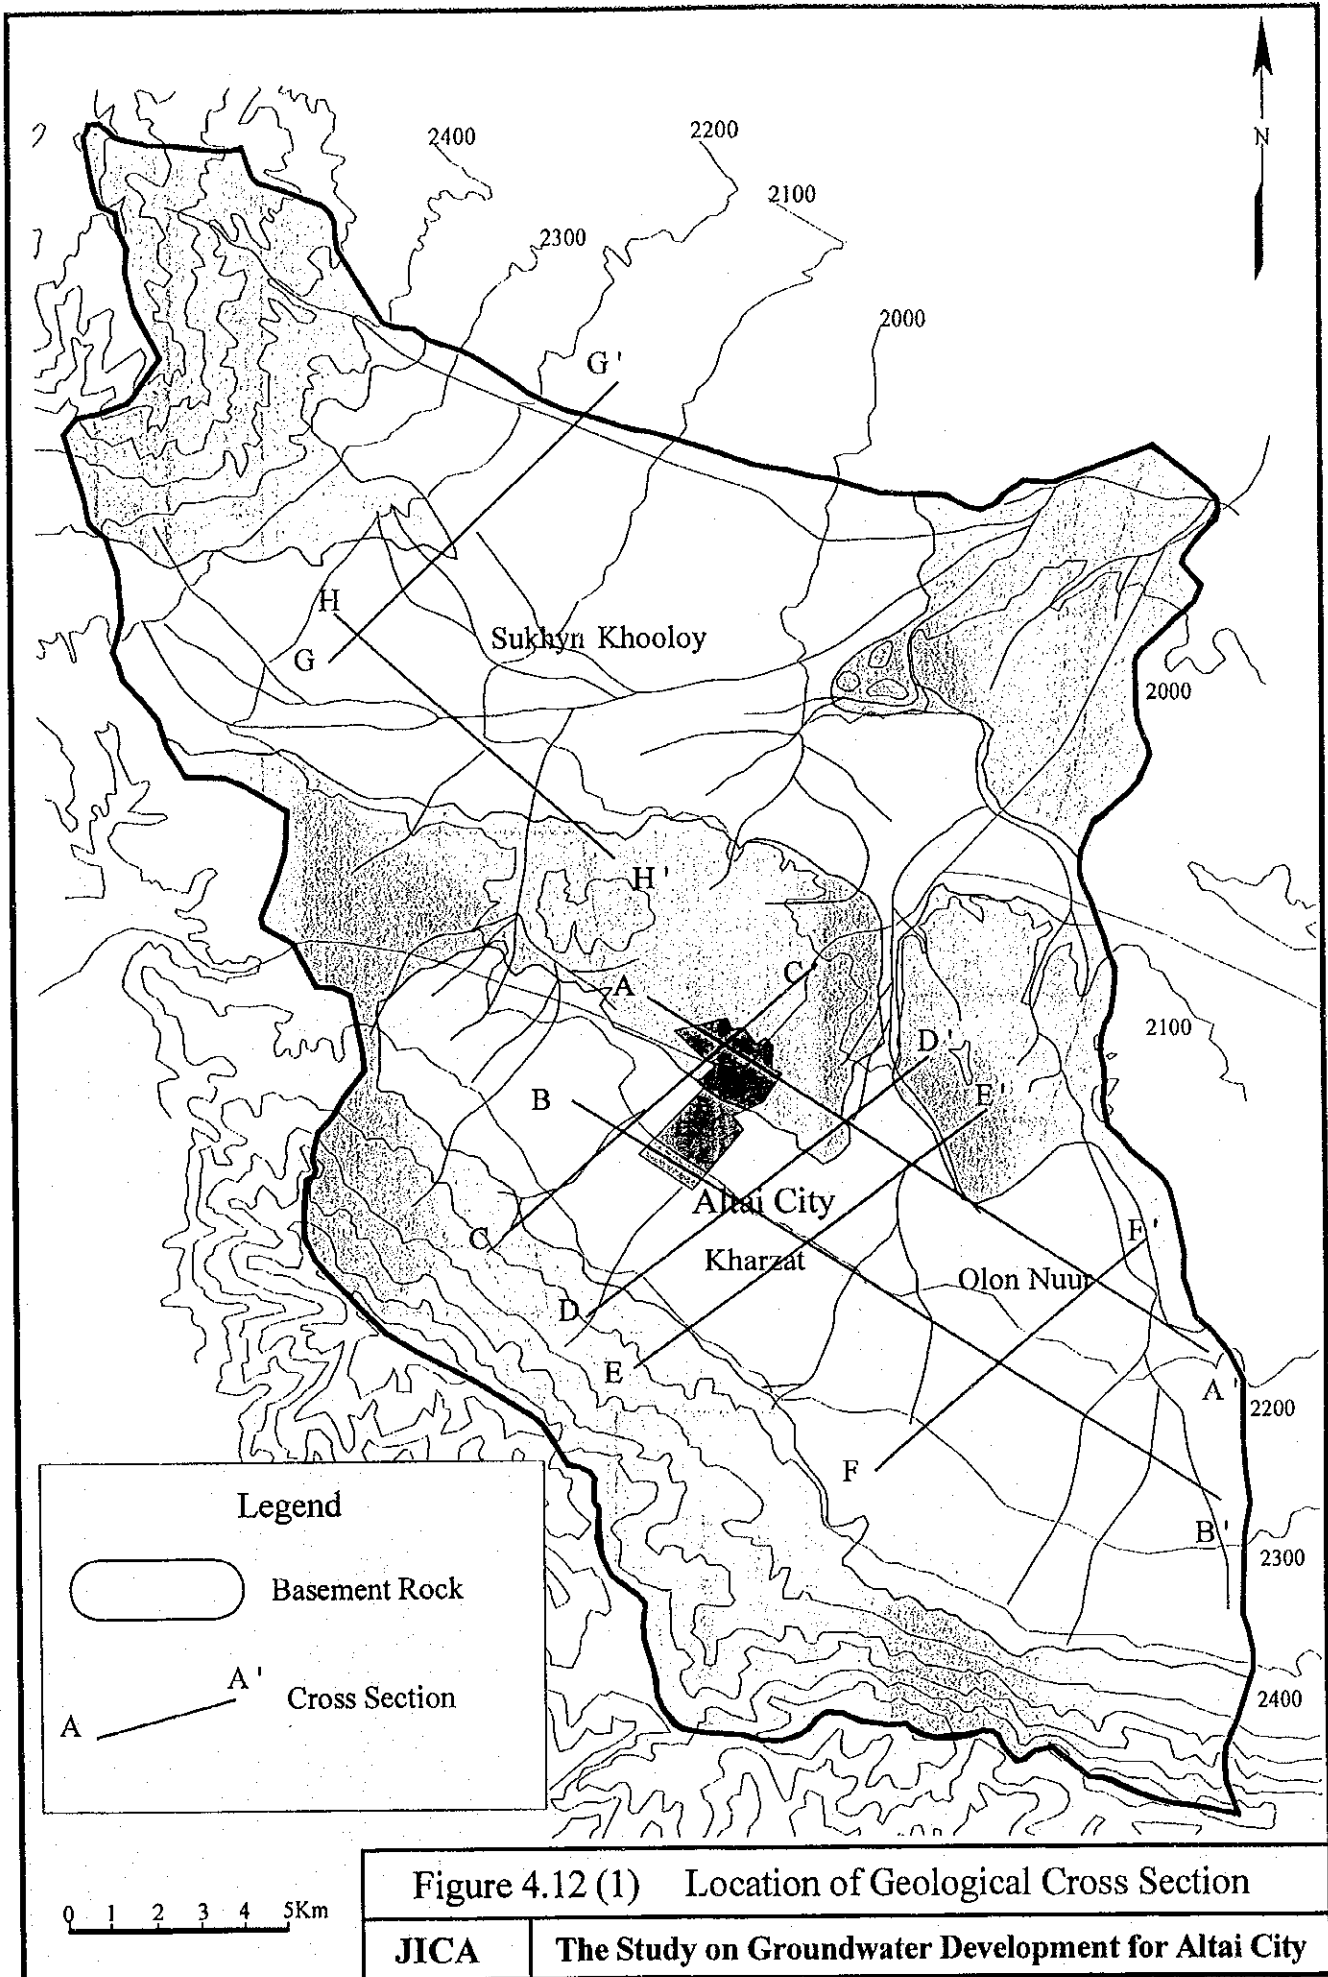 2400
2200
2100
N
2300
2000
G'
H
Sukhyn Khooloy
G
2000
H'
A
C'
2100
D'
B
E'
Altai City
C
F'
Kharzat
Olon Nuur
D
E
A'
2200
F
B'
2300
Legend
Basement Rock
A'
Cross Section
A
2400
0 1 2 3 4 5Km
Figure 4.12 (1) Location of Geological Cross Section
JICA
The Study on Groundwater Development for Altai City